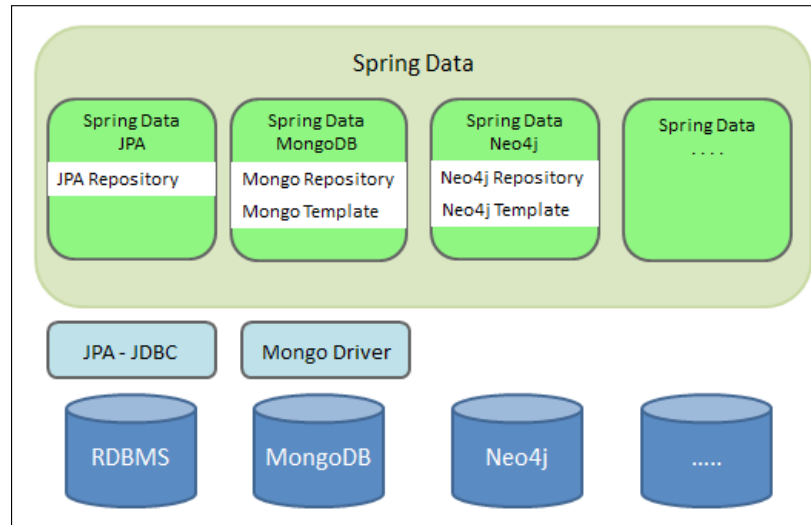 Spring Data
Spring Data
JPA
JPA Repository
Spring Data
MongoDB
Mongo Repository
Mongo Template
Spring Data
Neo4j
Neo4j Repository
Neo4j Template
Spring Data
. . . .
JPA - JDBC
Mongo Driver
RDBMS
MongoDB
Neo4j
.....